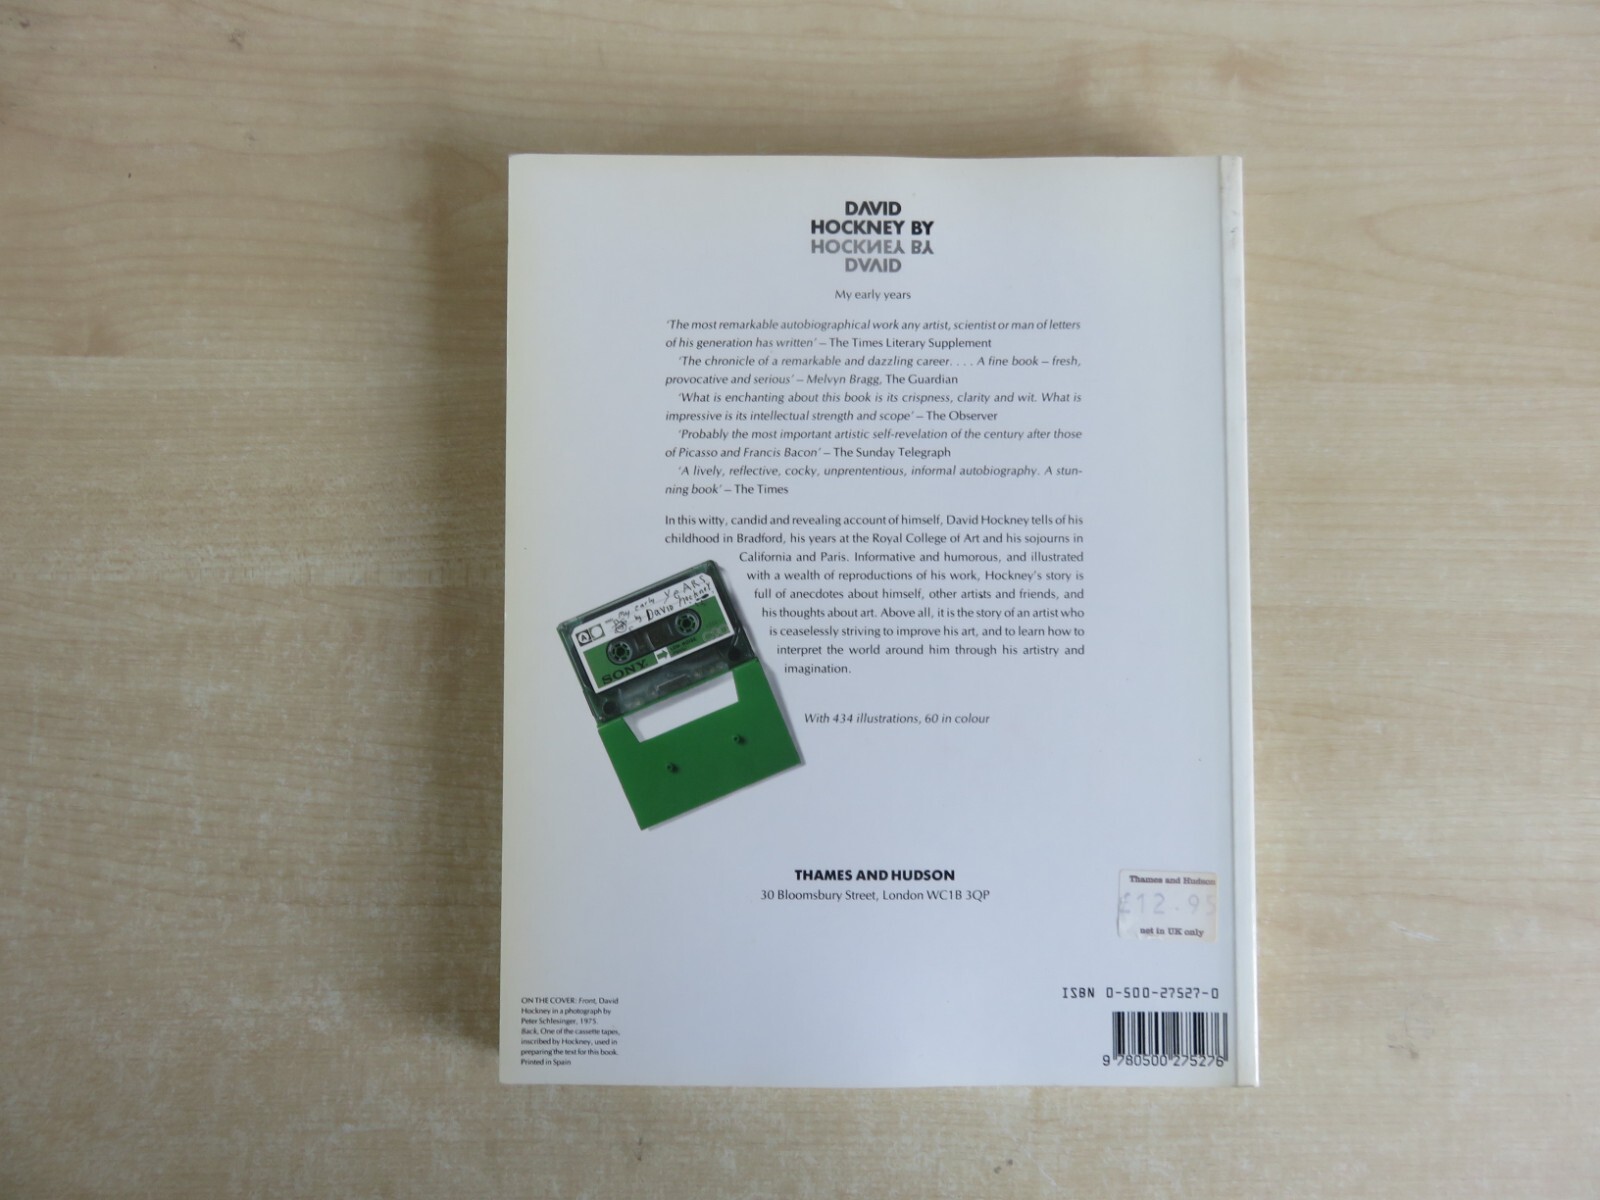 DAVID
HOCKNEY BY
HOCKNEY BY
DAVID
My early years
'The most remarkable autobiographical work any artist, scientist or man of letters
of his generation has written' – The Times Literary Supplement
'The chronicle of a remarkable and dazzling career. . . . A fine book – fresh,
provocative and serious' – Melvyn Bragg, The Guardian
'What is enchanting about this book is its crispness, clarity and wit. What is
impressive is its intellectual strength and scope' – The Observer
'Probably the most important artistic self-revelation of the century after those
of Picasso and Francis Bacon' – The Sunday Telegraph
'A lively, reflective, cocky, unprententious, informal autobiography. A stun-
ning book' – The Times
In this witty, candid and revealing account of himself, David Hockney tells of his
childhood in Bradford, his years at the Royal College of Art and his sojourns in
California and Paris. Informative and humorous, and illustrated
with a wealth of reproductions of his work, Hockney's story is
full of anecdotes about himself, other artists and friends, and
his thoughts about art. Above all, it is the story of an artist who
is ceaselessly striving to improve his art, and to learn how to
interpret the world around him through his artistry and
imagination.
A
My early YEARS
by DAVID Hockney
SONY
With 434 illustrations, 60 in colour
THAMES AND HUDSON
30 Bloomsbury Street, London WC1B 3QP
Thames and Hudson
£12.95
net in UK only
ISBN 0-500-27527-0
9 780500 275276
ON THE COVER: Front, David
Hockney in a photograph by
Peter Schlesinger, 1975.
Back, One of the cassette tapes,
inscribed by Hockney, used in
preparing the text for this book.
Printed in Spain